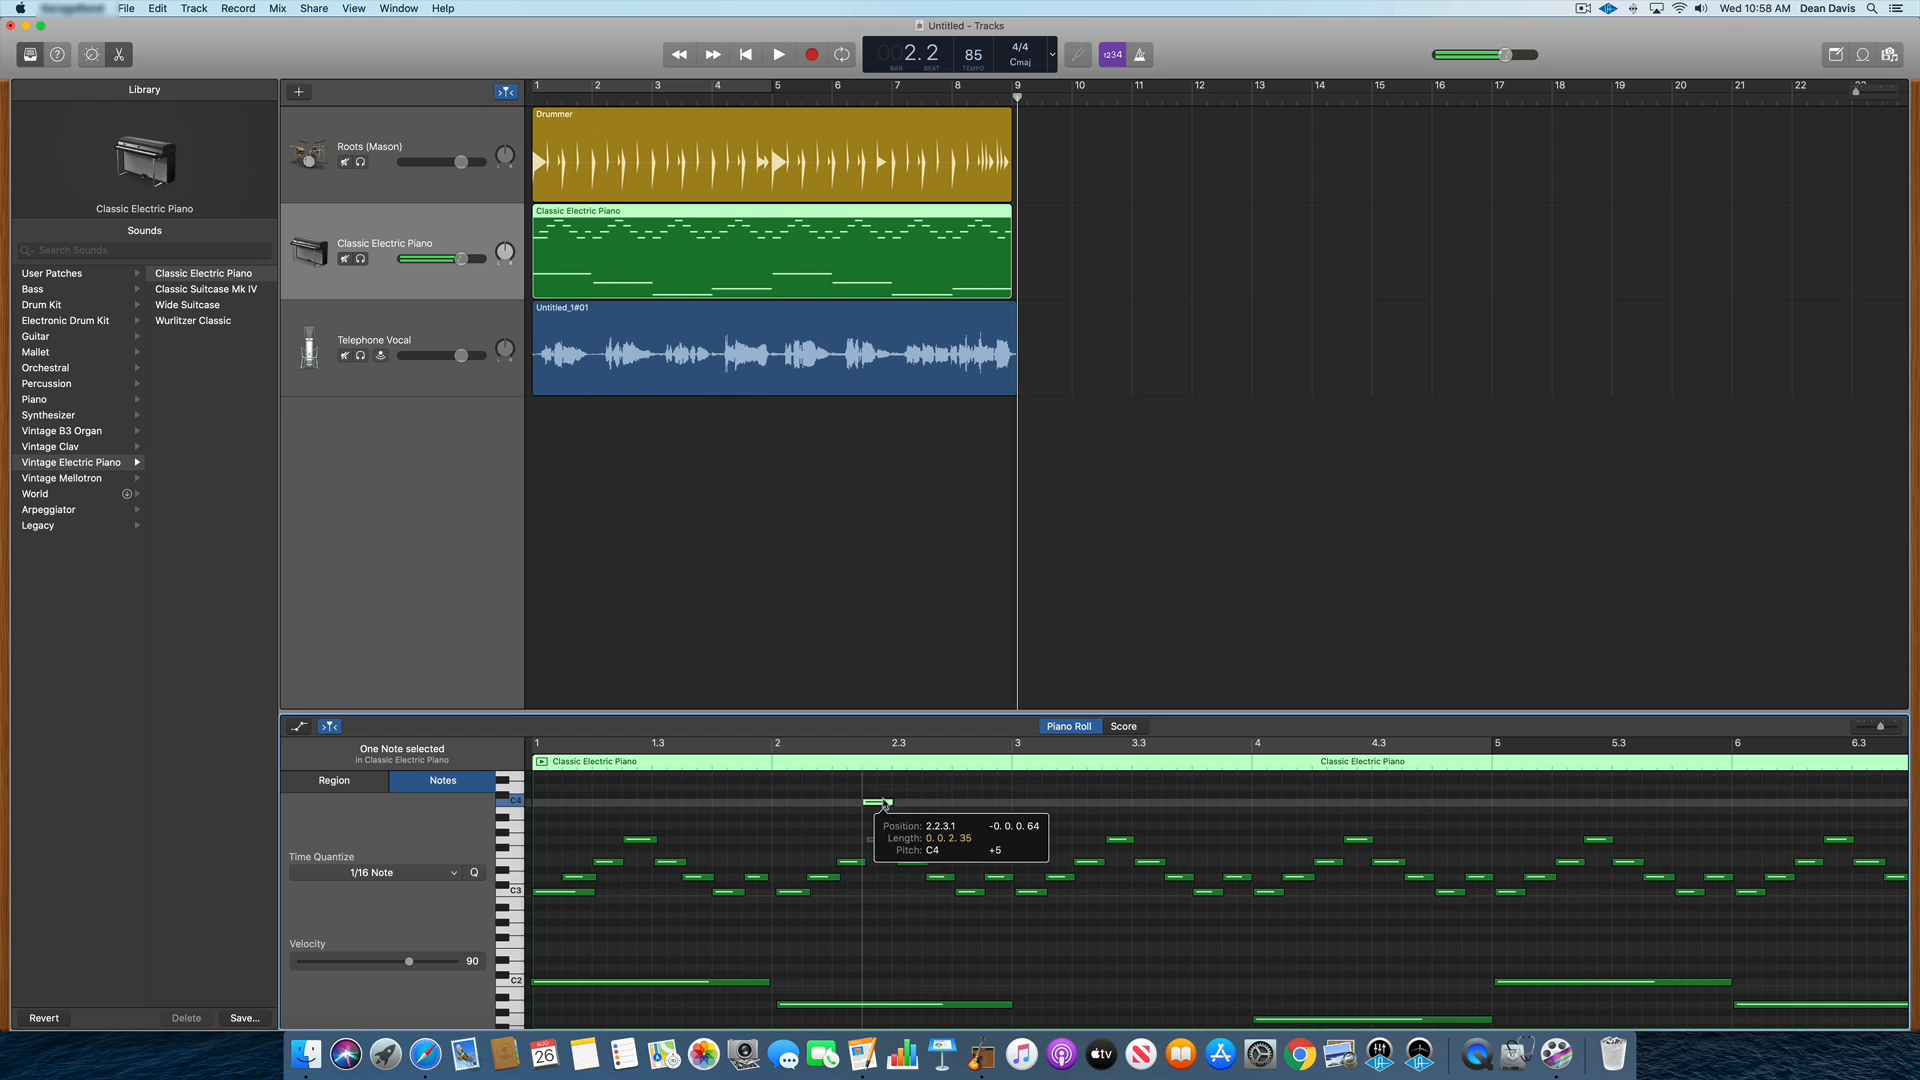 File Edit Track Record Mix Share View Window Help
Wed 10:58 AM Dean Davis
Untitled - Tracks
2.2
BAR BEAT
85
TEMPO
4/4
Cmaj
1234
Library
Classic Electric Piano
Sounds
Search Sounds
User Patches
Bass
Drum Kit
Electronic Drum Kit
Guitar
Mallet
Orchestral
Percussion
Piano
Synthesizer
Vintage B3 Organ
Vintage Clav
Vintage Electric Piano
Vintage Mellotron
World
Arpeggiator
Legacy
Classic Electric Piano
Classic Suitcase Mk IV
Wide Suitcase
Wurlitzer Classic
Revert Delete Save...
1 2 3 4 5 6 7 8 9 10 11 12 13 14 15 16 17 18 19 20 21 22
Roots (Mason)
Classic Electric Piano
Telephone Vocal
Drummer
Classic Electric Piano
Untitled_1#01
Piano Roll Score
One Note selected
in Classic Electric Piano
Region Notes
Time Quantize
1/16 Note
Q
Velocity
90
1 1.3 2 2.3 3 3.3 4 4.3 5 5.3 6 6.3
Classic Electric Piano Classic Electric Piano
C4
C3
C2
Position: 2.2.3.1 -0. 0. 0. 64
Length: 0. 0. 2. 35
Pitch: C4 +5
AUG
26
tv